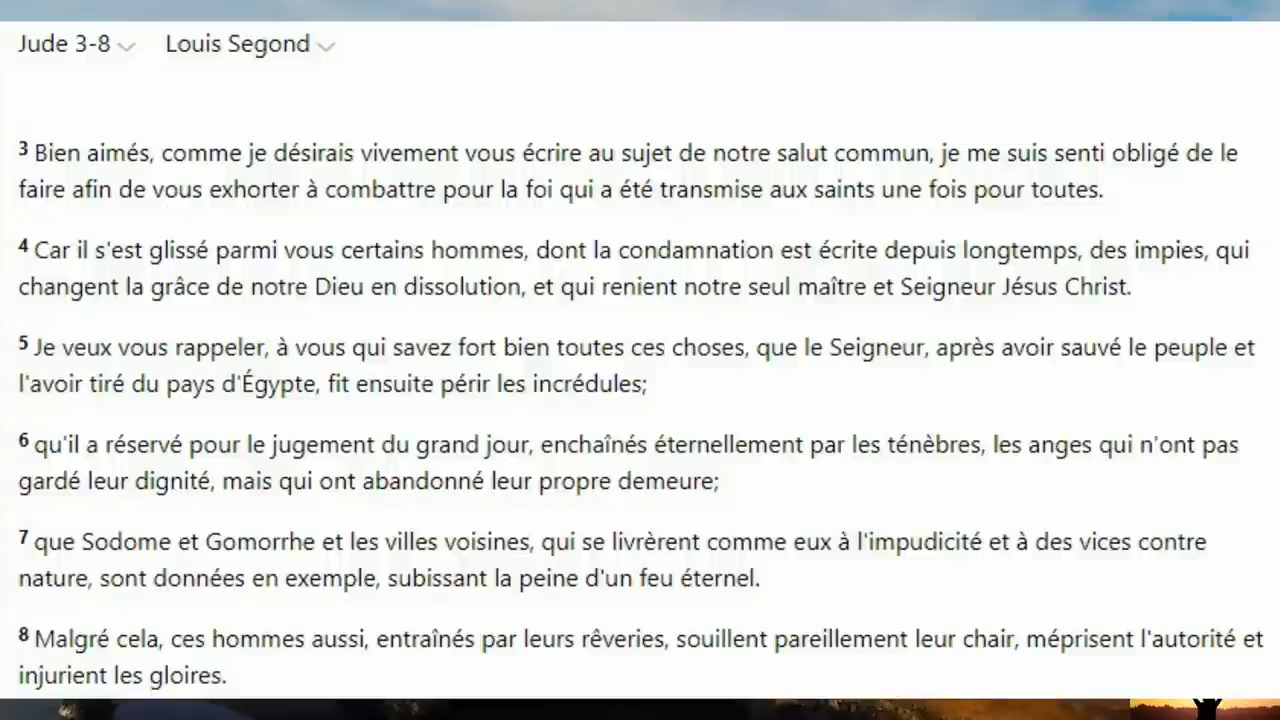 Jude 3-8 Louis Segond
3 Bien aimés, comme je désirais vivement vous écrire au sujet de notre salut commun, je me suis senti obligé de le
faire afin de vous exhorter à combattre pour la foi qui a été transmise aux saints une fois pour toutes.
4 Car il s'est glissé parmi vous certains hommes, dont la condamnation est écrite depuis longtemps, des impies, qui
changent la grâce de notre Dieu en dissolution, et qui renient notre seul maître et Seigneur Jésus Christ.
5 Je veux vous rappeler, à vous qui savez fort bien toutes ces choses, que le Seigneur, après avoir sauvé le peuple et
l'avoir tiré du pays d'Égypte, fit ensuite périr les incrédules;
6 qu'il a réservé pour le jugement du grand jour, enchaînés éternellement par les ténèbres, les anges qui n'ont pas
gardé leur dignité, mais qui ont abandonné leur propre demeure;
7 que Sodome et Gomorrhe et les villes voisines, qui se livrèrent comme eux à l'impudicité et à des vices contre
nature, sont données en exemple, subissant la peine d'un feu éternel.
8 Malgré cela, ces hommes aussi, entraînés par leurs rêveries, souillent pareillement leur chair, méprisent l'autorité et
injurient les gloires.